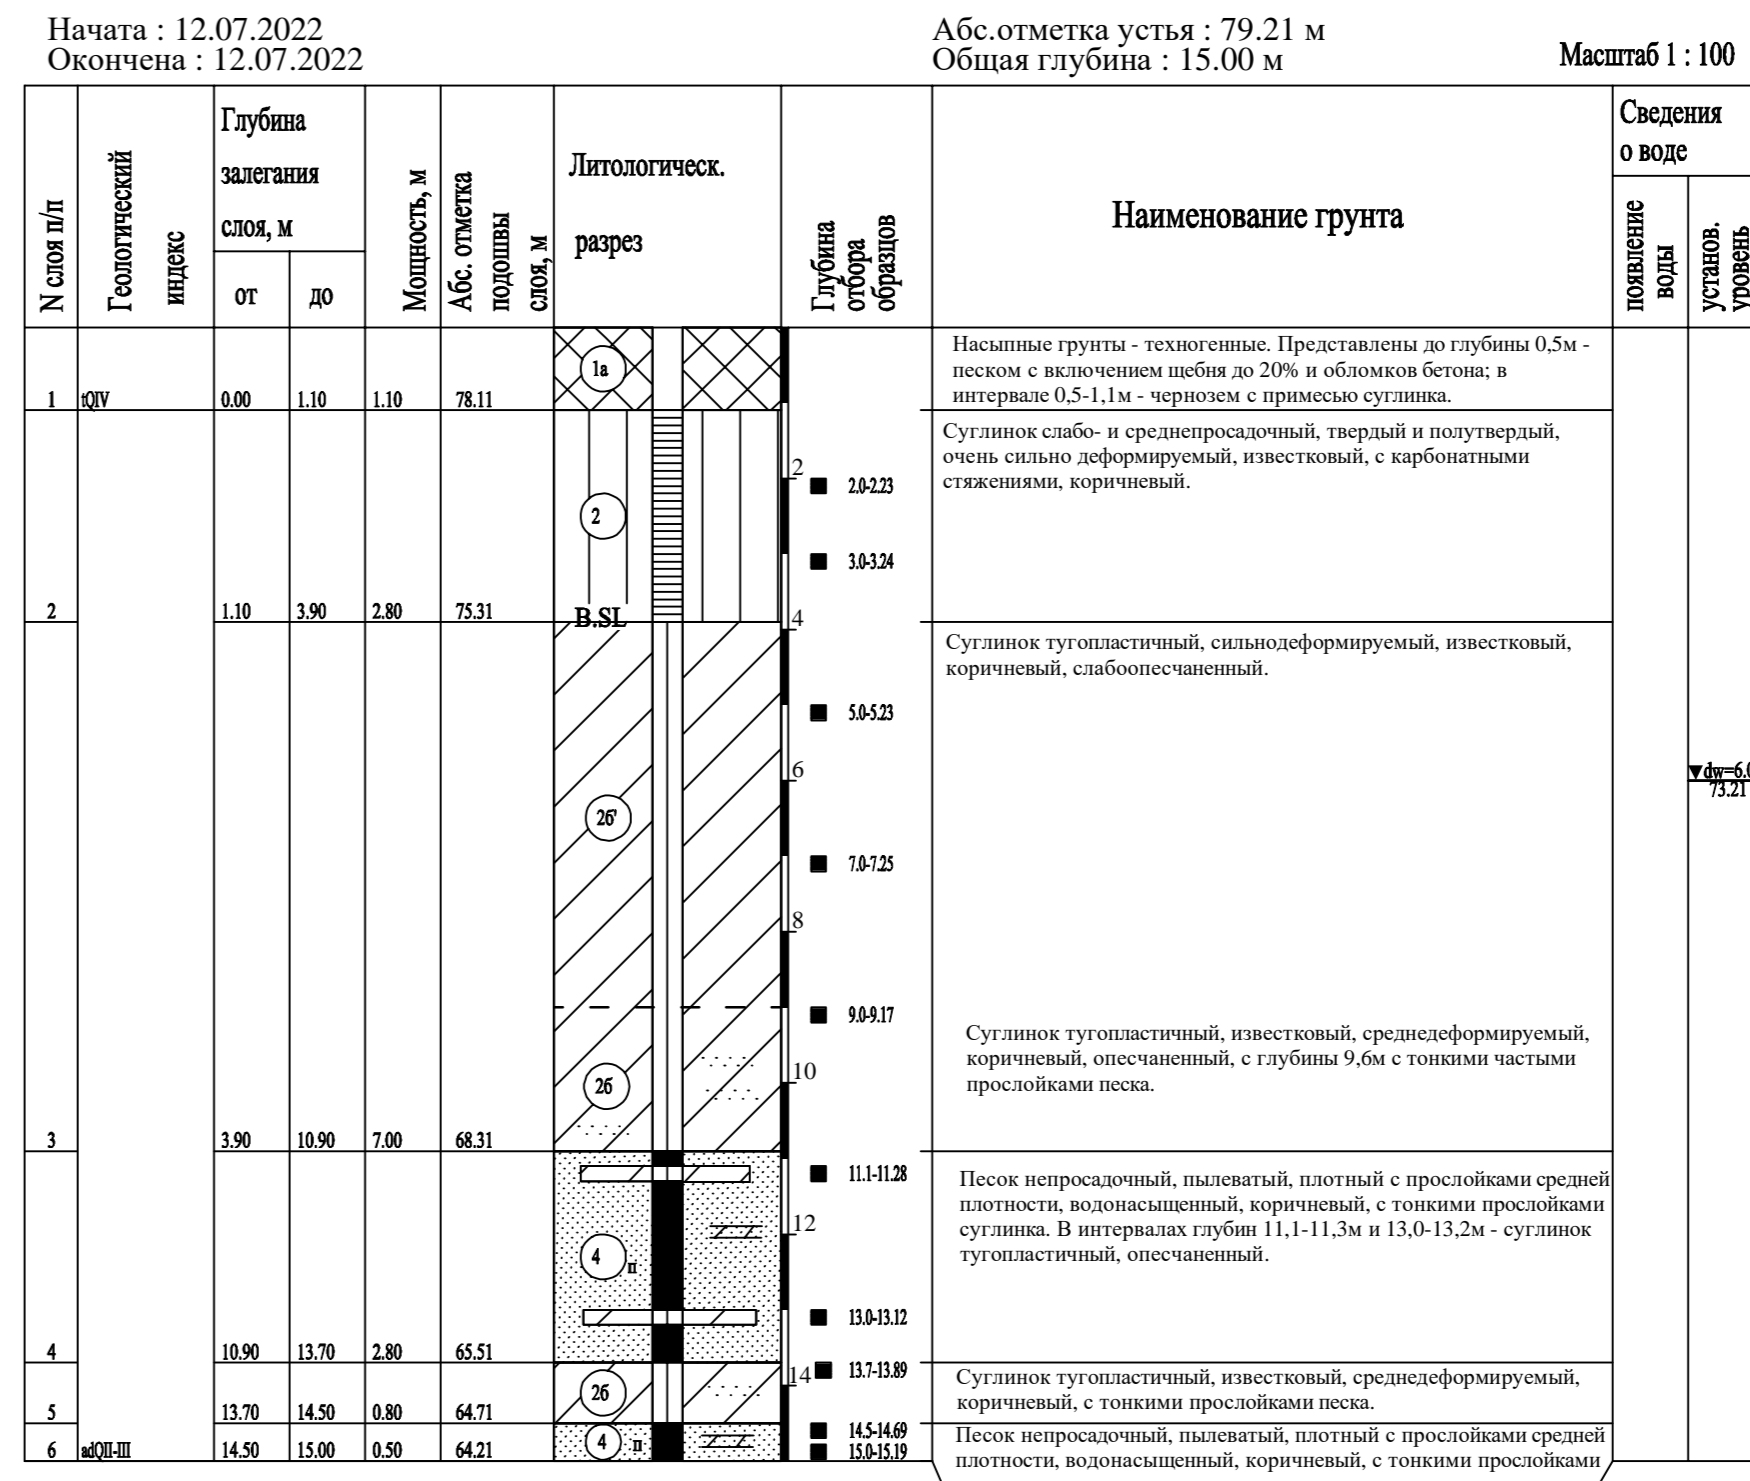 Начата : 12.07.2022
Окончена : 12.07.2022
Абс.отметка устья : 79.21 м
Общая глубина : 15.00 м
Масштаб 1 : 100
N слоя п/п
Геологический
индекс
Глубина
залегания
слоя, м
от
до
Мощность, м
Абс. отметка
подошвы
слоя, м
Литологическ.
разрез
Глубина
отбора
образцов
Наименование грунта
Сведения
о воде
появление
воды
установ.
уровень
1 tQIV 0.00 1.10 1.10 78.11
1а
Насыпные грунты - техногенные. Представлены до глубины 0,5м -
песком с включением щебня до 20% и обломков бетона; в
интервале 0,5-1,1м - чернозем с примесью суглинка.
2 1.10 3.90 2.80 75.31
2
B.SL
2
2.0-2.23
3.0-3.24
4
Суглинок слабо- и среднепросадочный, твердый и полутвердый,
очень сильно деформируемый, известковый, с карбонатными
стяжениями, коричневый.
3 3.90 10.90 7.00 68.31
2б'
2б
5.0-5.23
6
7.0-7.25
8
9.0-9.17
10
Суглинок тугопластичный, сильнодеформируемый, известковый,
коричневый, слабоопесчаненный.
▼dw=6.0
73.21
Суглинок тугопластичный, известковый, среднедеформируемый,
коричневый, опесчаненный, с глубины 9,6м с тонкими частыми
прослойками песка.
4 10.90 13.70 2.80 65.51
4 п
11.1-11.28
12
13.0-13.12
Песок непросадочный, пылеватый, плотный с прослойками средней
плотности, водонасыщенный, коричневый, с тонкими прослойками
суглинка. В интервалах глубин 11,1-11,3м и 13,0-13,2м - суглинок
тугопластичный, опесчаненный.
5 13.70 14.50 0.80 64.71
2б
14
13.7-13.89
Суглинок тугопластичный, известковый, среднедеформируемый,
коричневый, с тонкими прослойками песка.
6 adQII-III 14.50 15.00 0.50 64.21
4 п
14.5-14.69
15.0-15.19
Песок непросадочный, пылеватый, плотный с прослойками средней
плотности, водонасыщенный, коричневый, с тонкими прослойками